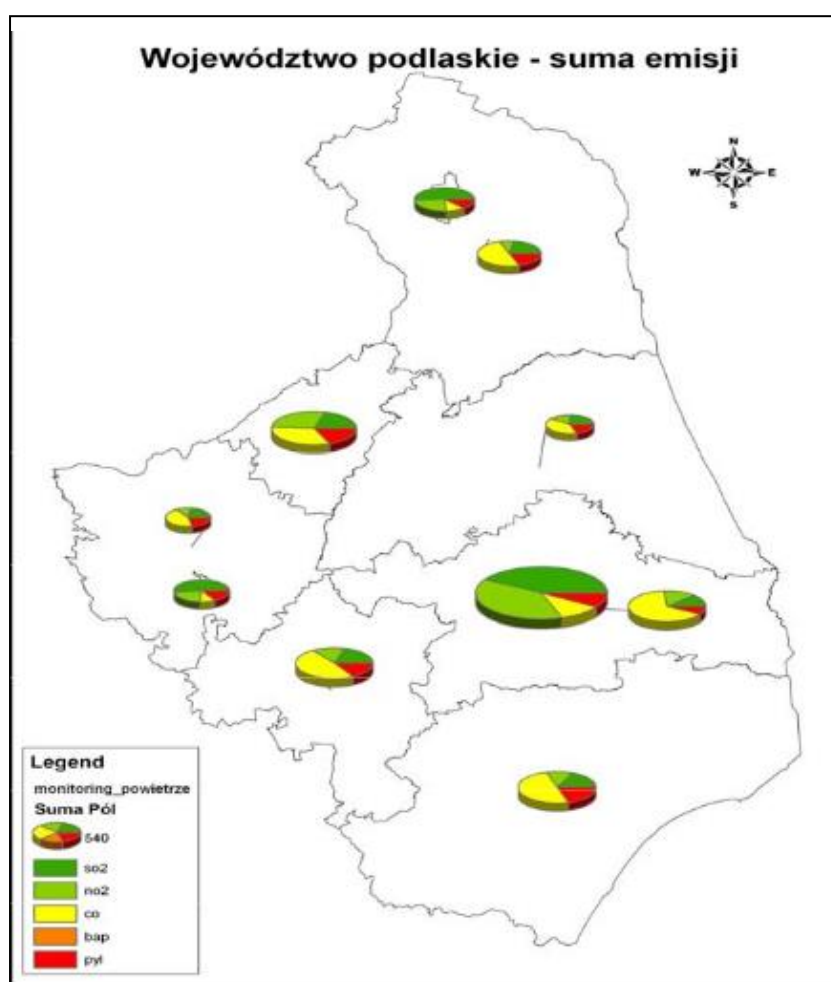 Województwo podlaskie - suma emisji
N
W E
S
Legend
monitoring_powietrze
Suma Pól
540
so2
no2
co
bap
pyl